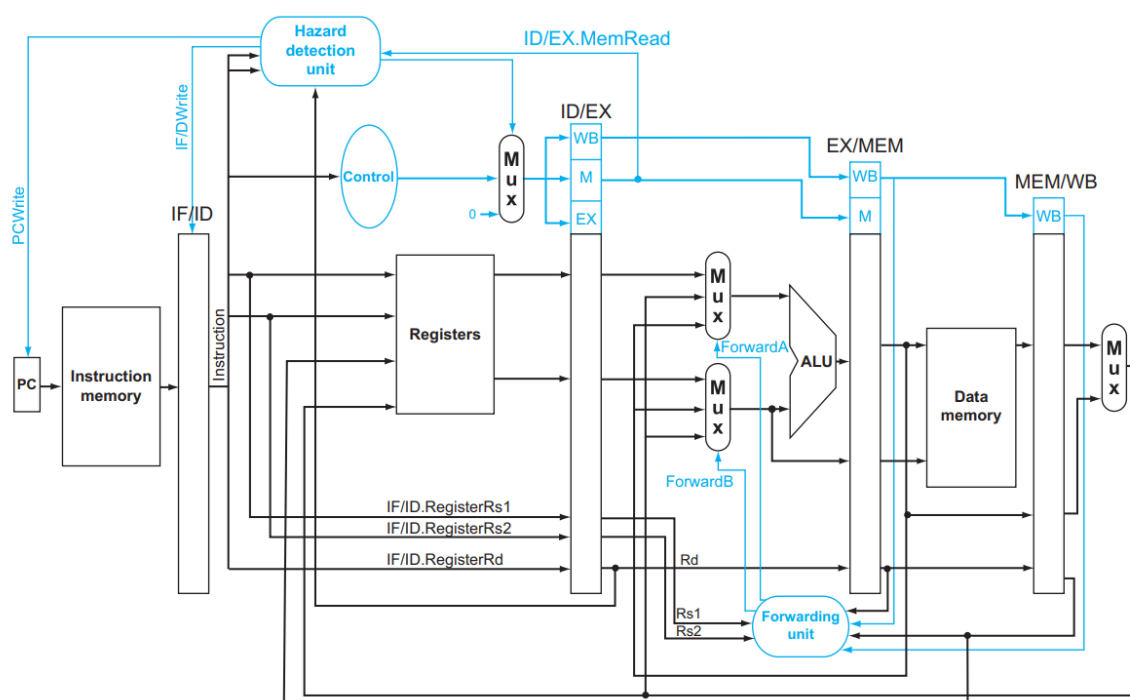 Hazard
detection
unit
ID/EX.MemRead
IF/DWrite
PCWrite
ID/EX
WB
M
EX
Control
0
M
u
x
EX/MEM
WB
M
MEM/WB
WB
IF/ID
Instruction
PC
Instruction
memory
Registers
M
u
x
ForwardA
M
u
x
ForwardB
ALU
Data
memory
M
u
x
IF/ID.RegisterRs1
IF/ID.RegisterRs2
IF/ID.RegisterRd
Rd
Rs1
Rs2
Forwarding
unit